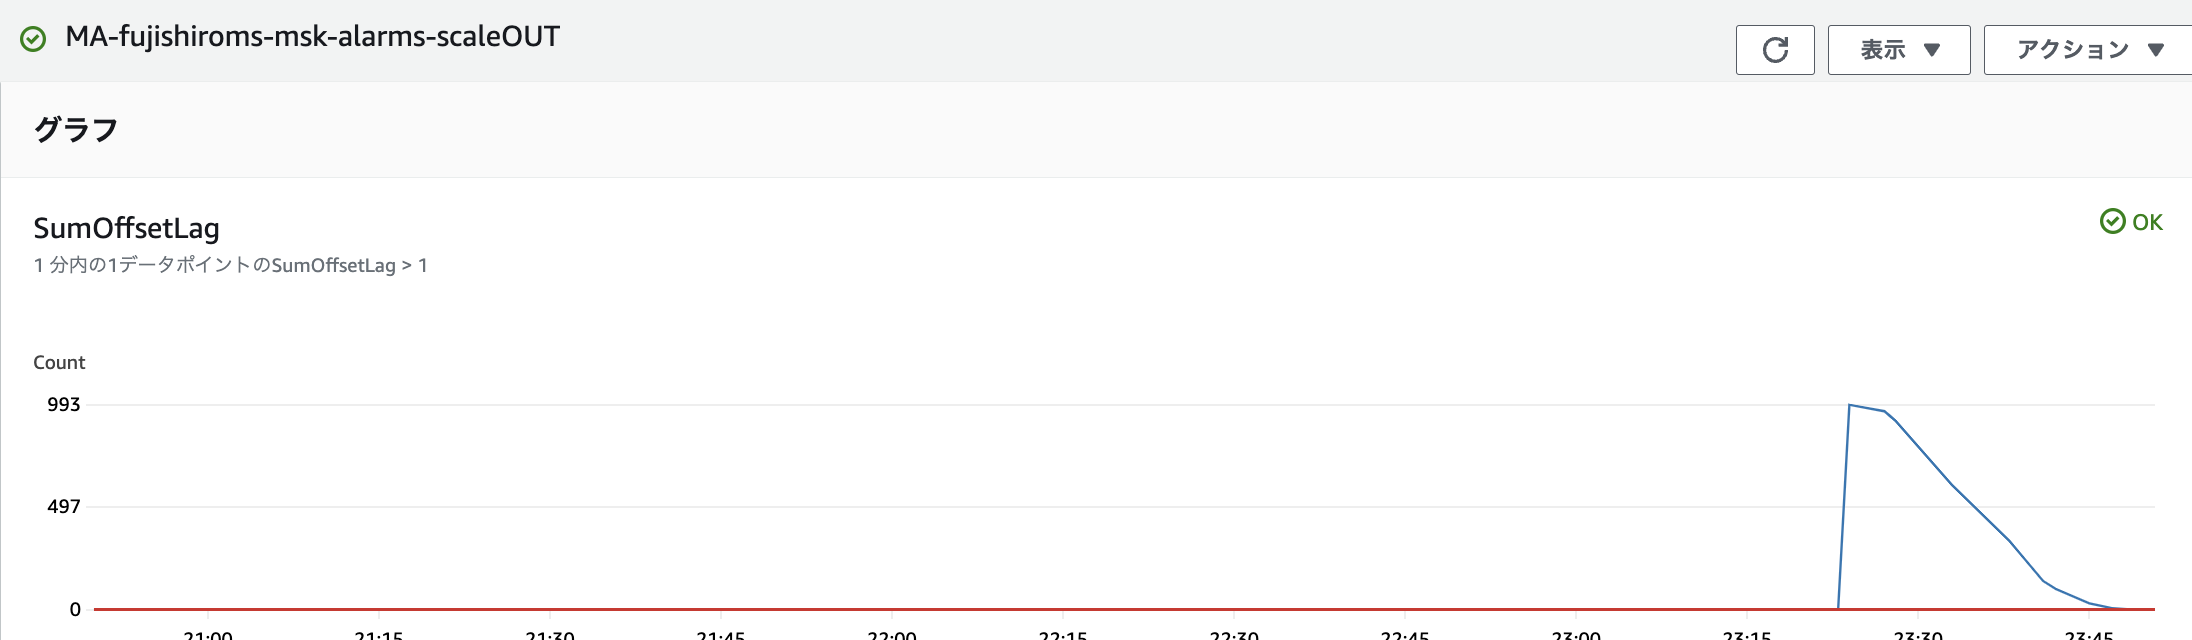 MA-fujishiroms-msk-alarms-scaleOUT
表示 ▼
アクション ▼
グラフ
SumOffsetLag
OK
1 分内の1データポイントのSumOffsetLag > 1
Count
993
497
0
21:00 21:15 21:30 21:45 22:00 22:15 22:30 22:45 23:00 23:15 23:30 23:45